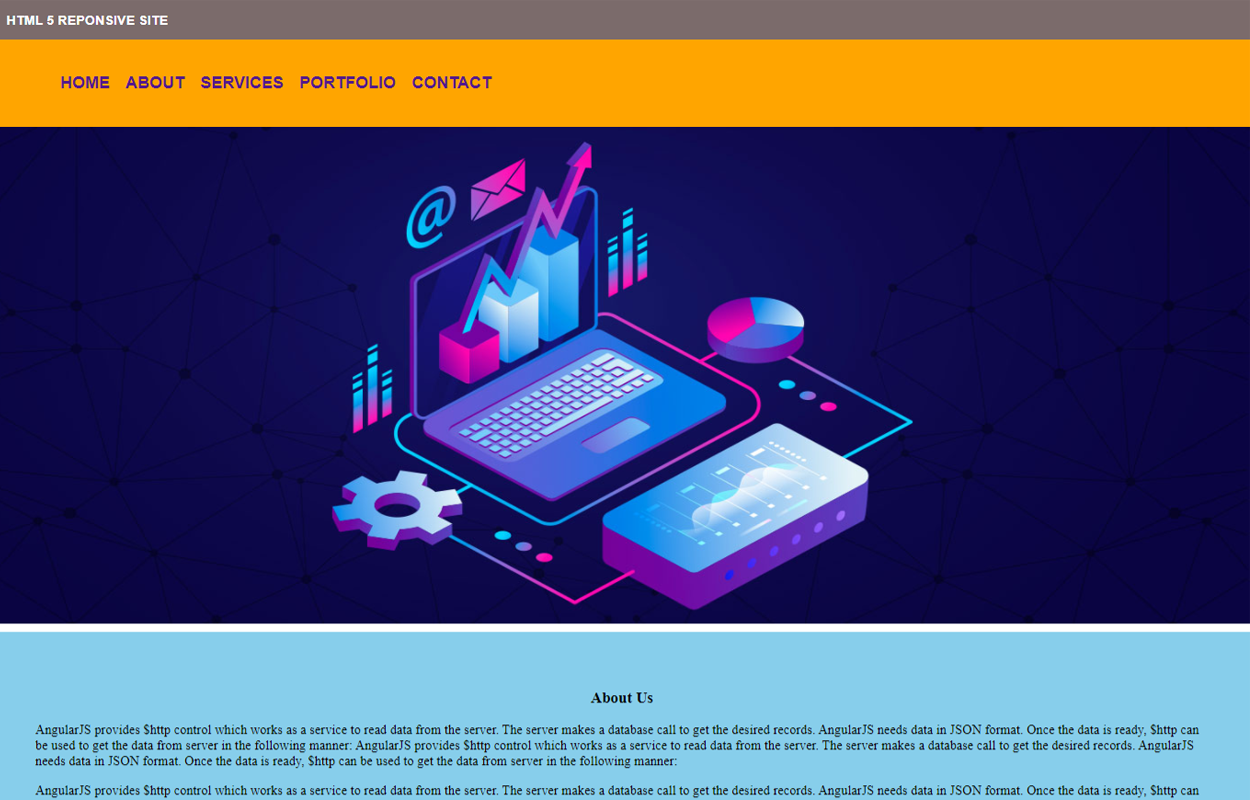 HTML 5 REPONSIVE SITE
HOME ABOUT SERVICES PORTFOLIO CONTACT
@
About Us
AngularJS provides $http control which works as a service to read data from the server. The server makes a database call to get the desired records. AngularJS needs data in JSON format. Once the data is ready, $http can
be used to get the data from server in the following manner: AngularJS provides $http control which works as a service to read data from the server. The server makes a database call to get the desired records. AngularJS
needs data in JSON format. Once the data is ready, $http can be used to get the data from server in the following manner:
AngularJS provides $http control which works as a service to read data from the server. The server makes a database call to get the desired records. AngularJS needs data in JSON format. Once the data is ready, $http can